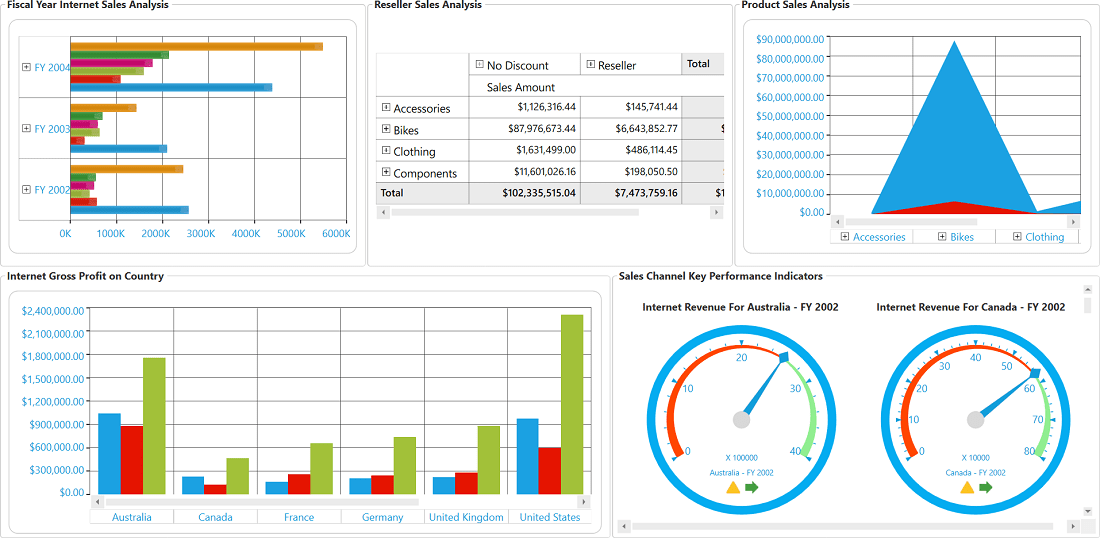 Fiscal Year Internet Sales Analysis
FY 2004
FY 2003
FY 2002
0K 1000K 2000K 3000K 4000K 5000K 6000K
Reseller Sales Analysis
No Discount Reseller Total
Sales Amount
Accessories $1,126,316.44 $145,741.44
Bikes $87,976,673.44 $6,643,852.77 $
Clothing $1,631,499.00 $486,114.45
Components $11,601,026.16 $198,050.50
Total $102,335,515.04 $7,473,759.16 $1
Product Sales Analysis
$90,000,000.00
$80,000,000.00
$70,000,000.00
$60,000,000.00
$50,000,000.00
$40,000,000.00
$30,000,000.00
$20,000,000.00
$10,000,000.00
$0.00
Accessories Bikes Clothing
Internet Gross Profit on Country
$2,400,000.00
$2,100,000.00
$1,800,000.00
$1,500,000.00
$1,200,000.00
$900,000.00
$600,000.00
$300,000.00
$0.00
Australia Canada France Germany United Kingdom United States
Sales Channel Key Performance Indicators
Internet Revenue For Australia - FY 2002
0 10 20 30 40
X 100000
Australia - FY 2002
Internet Revenue For Canada - FY 2002
0 10 20 30 40 50 60 70 80
X 10000
Canada - FY 2002